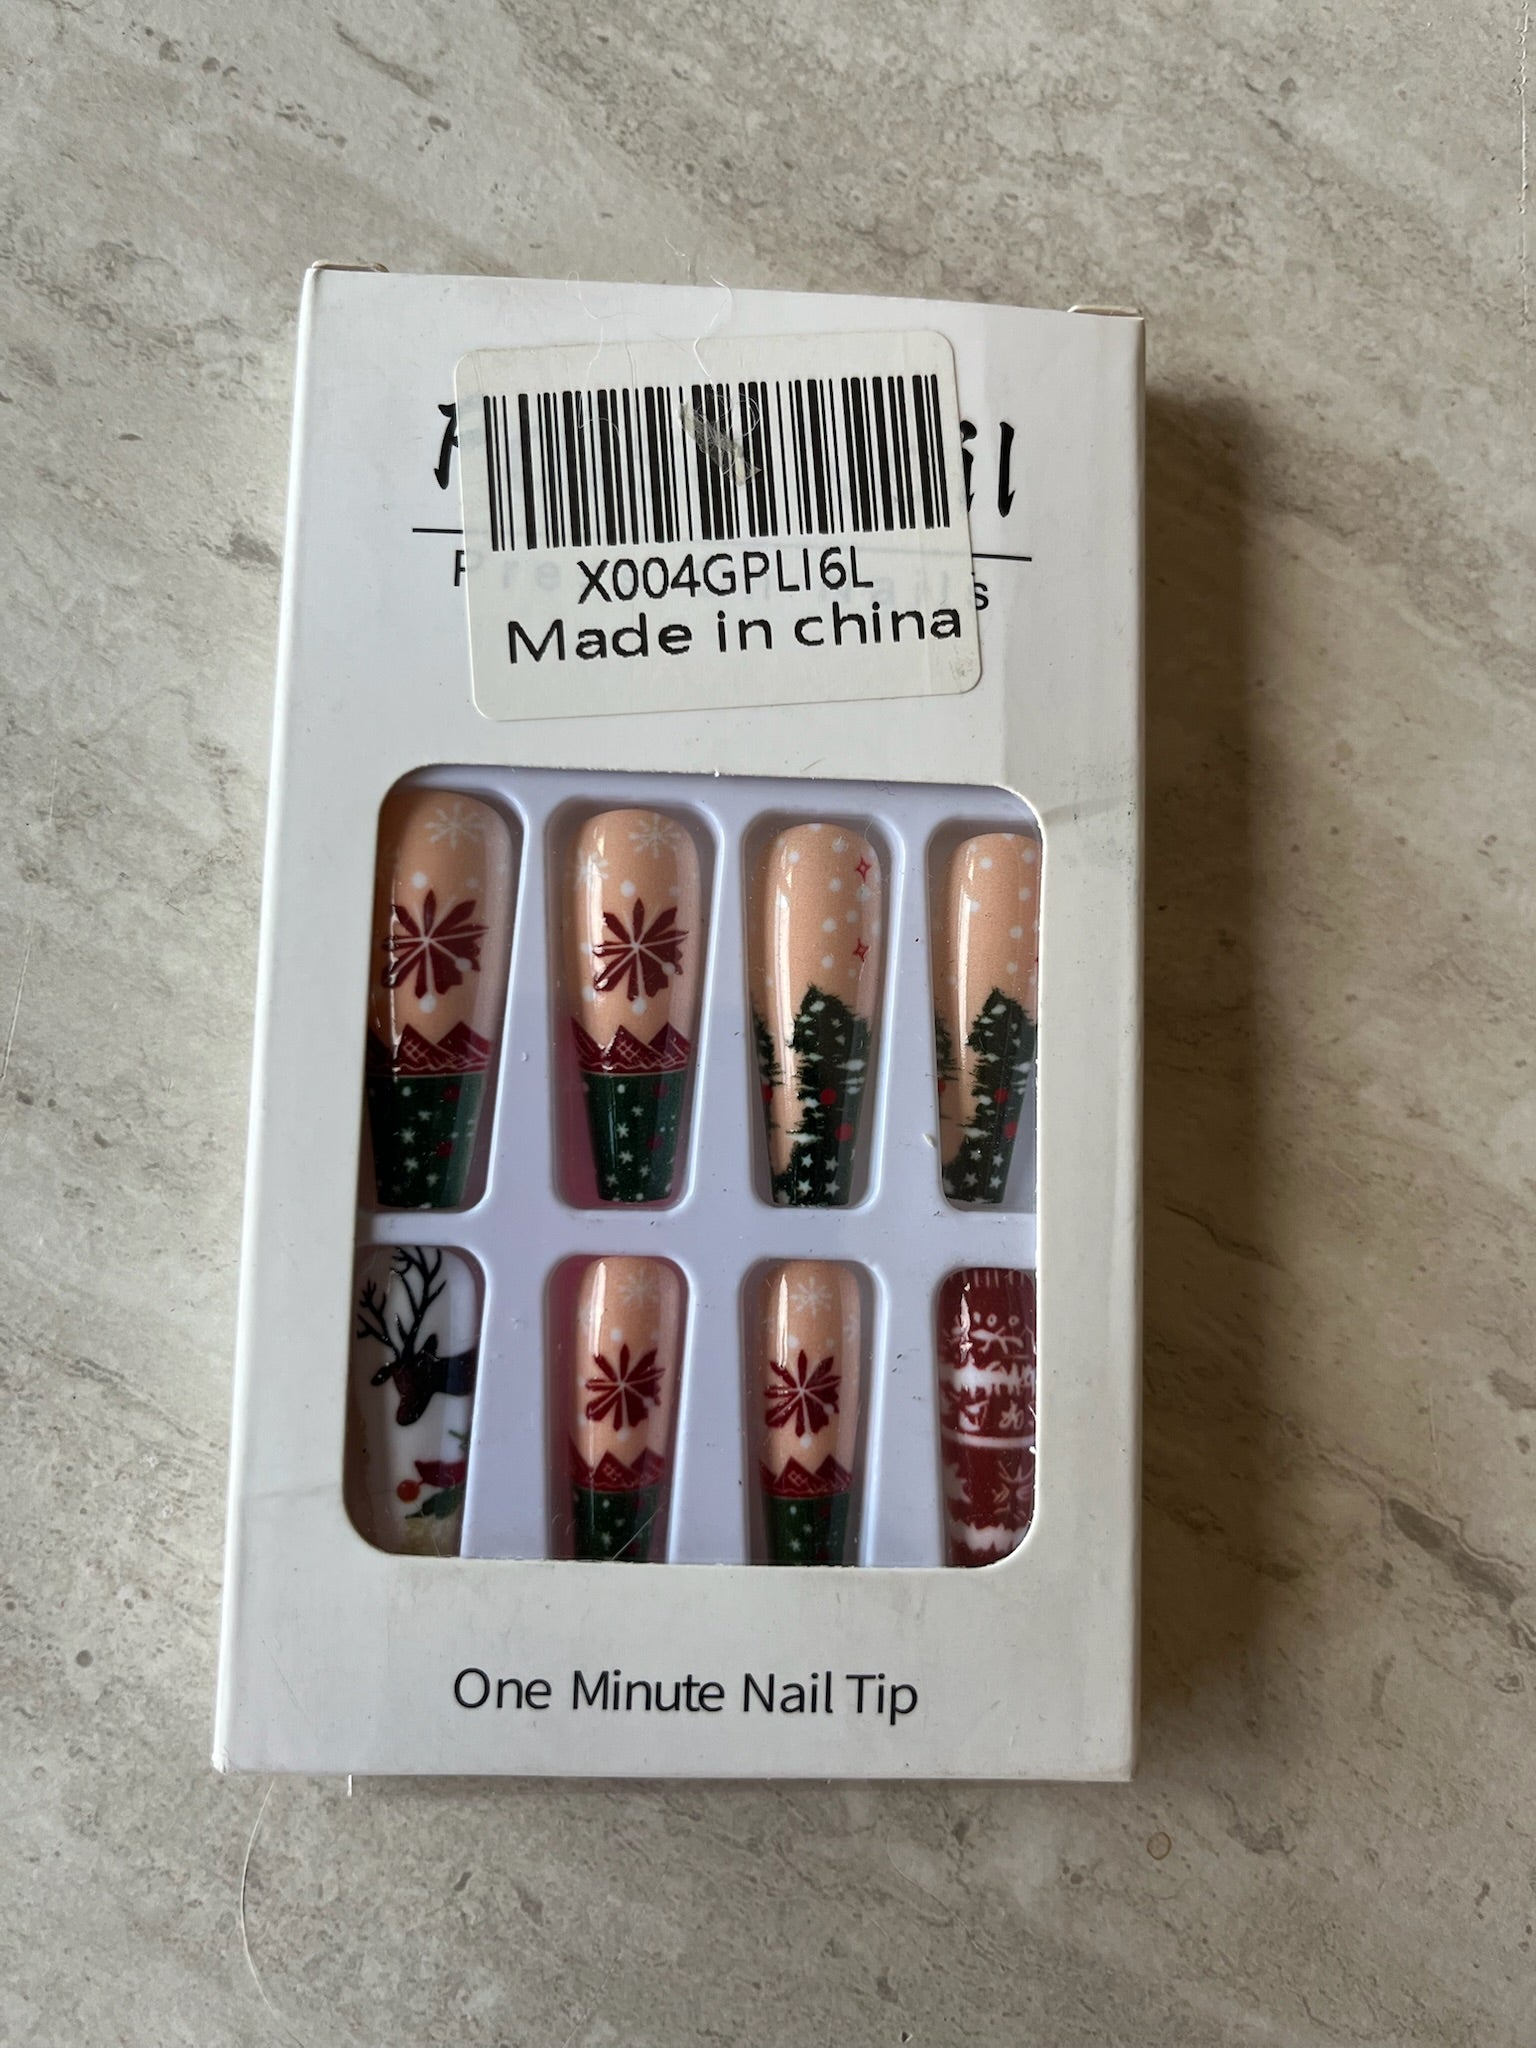 X004GPLI6L
Made in china
One Minute Nail Tip